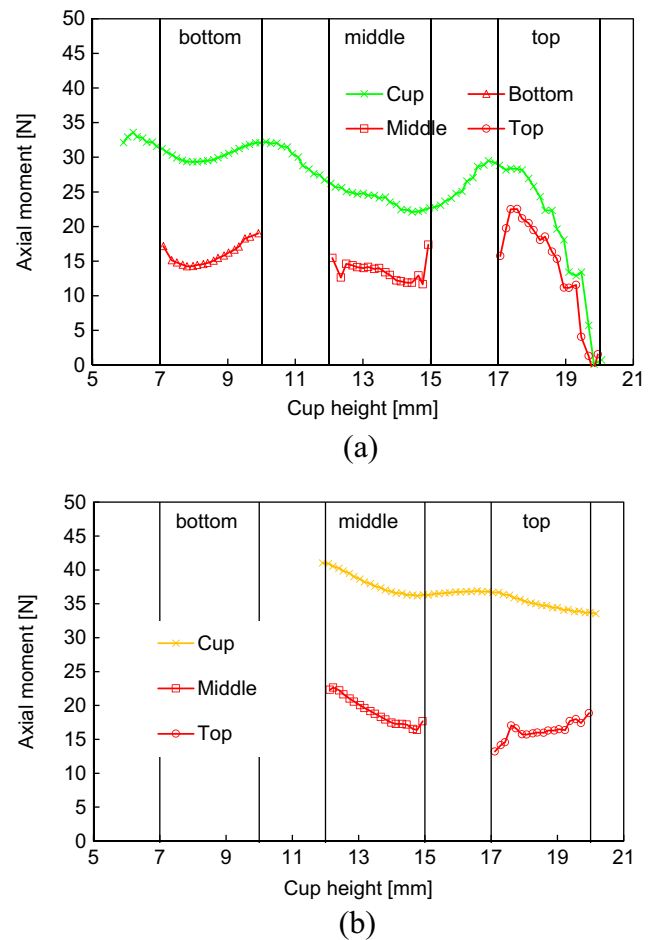 50
45
40
35
30
25
20
15
10
5
0
Axial moment [N]
bottom middle top
Cup Bottom
Middle Top
5 7 9 11 13 15 17 19 21
Cup height [mm]
(a)
50
45
40
35
30
25
20
15
10
5
0
Axial moment [N]
bottom middle top
Cup
Middle
Top
5 7 9 11 13 15 17 19 21
Cup height [mm]
(b)